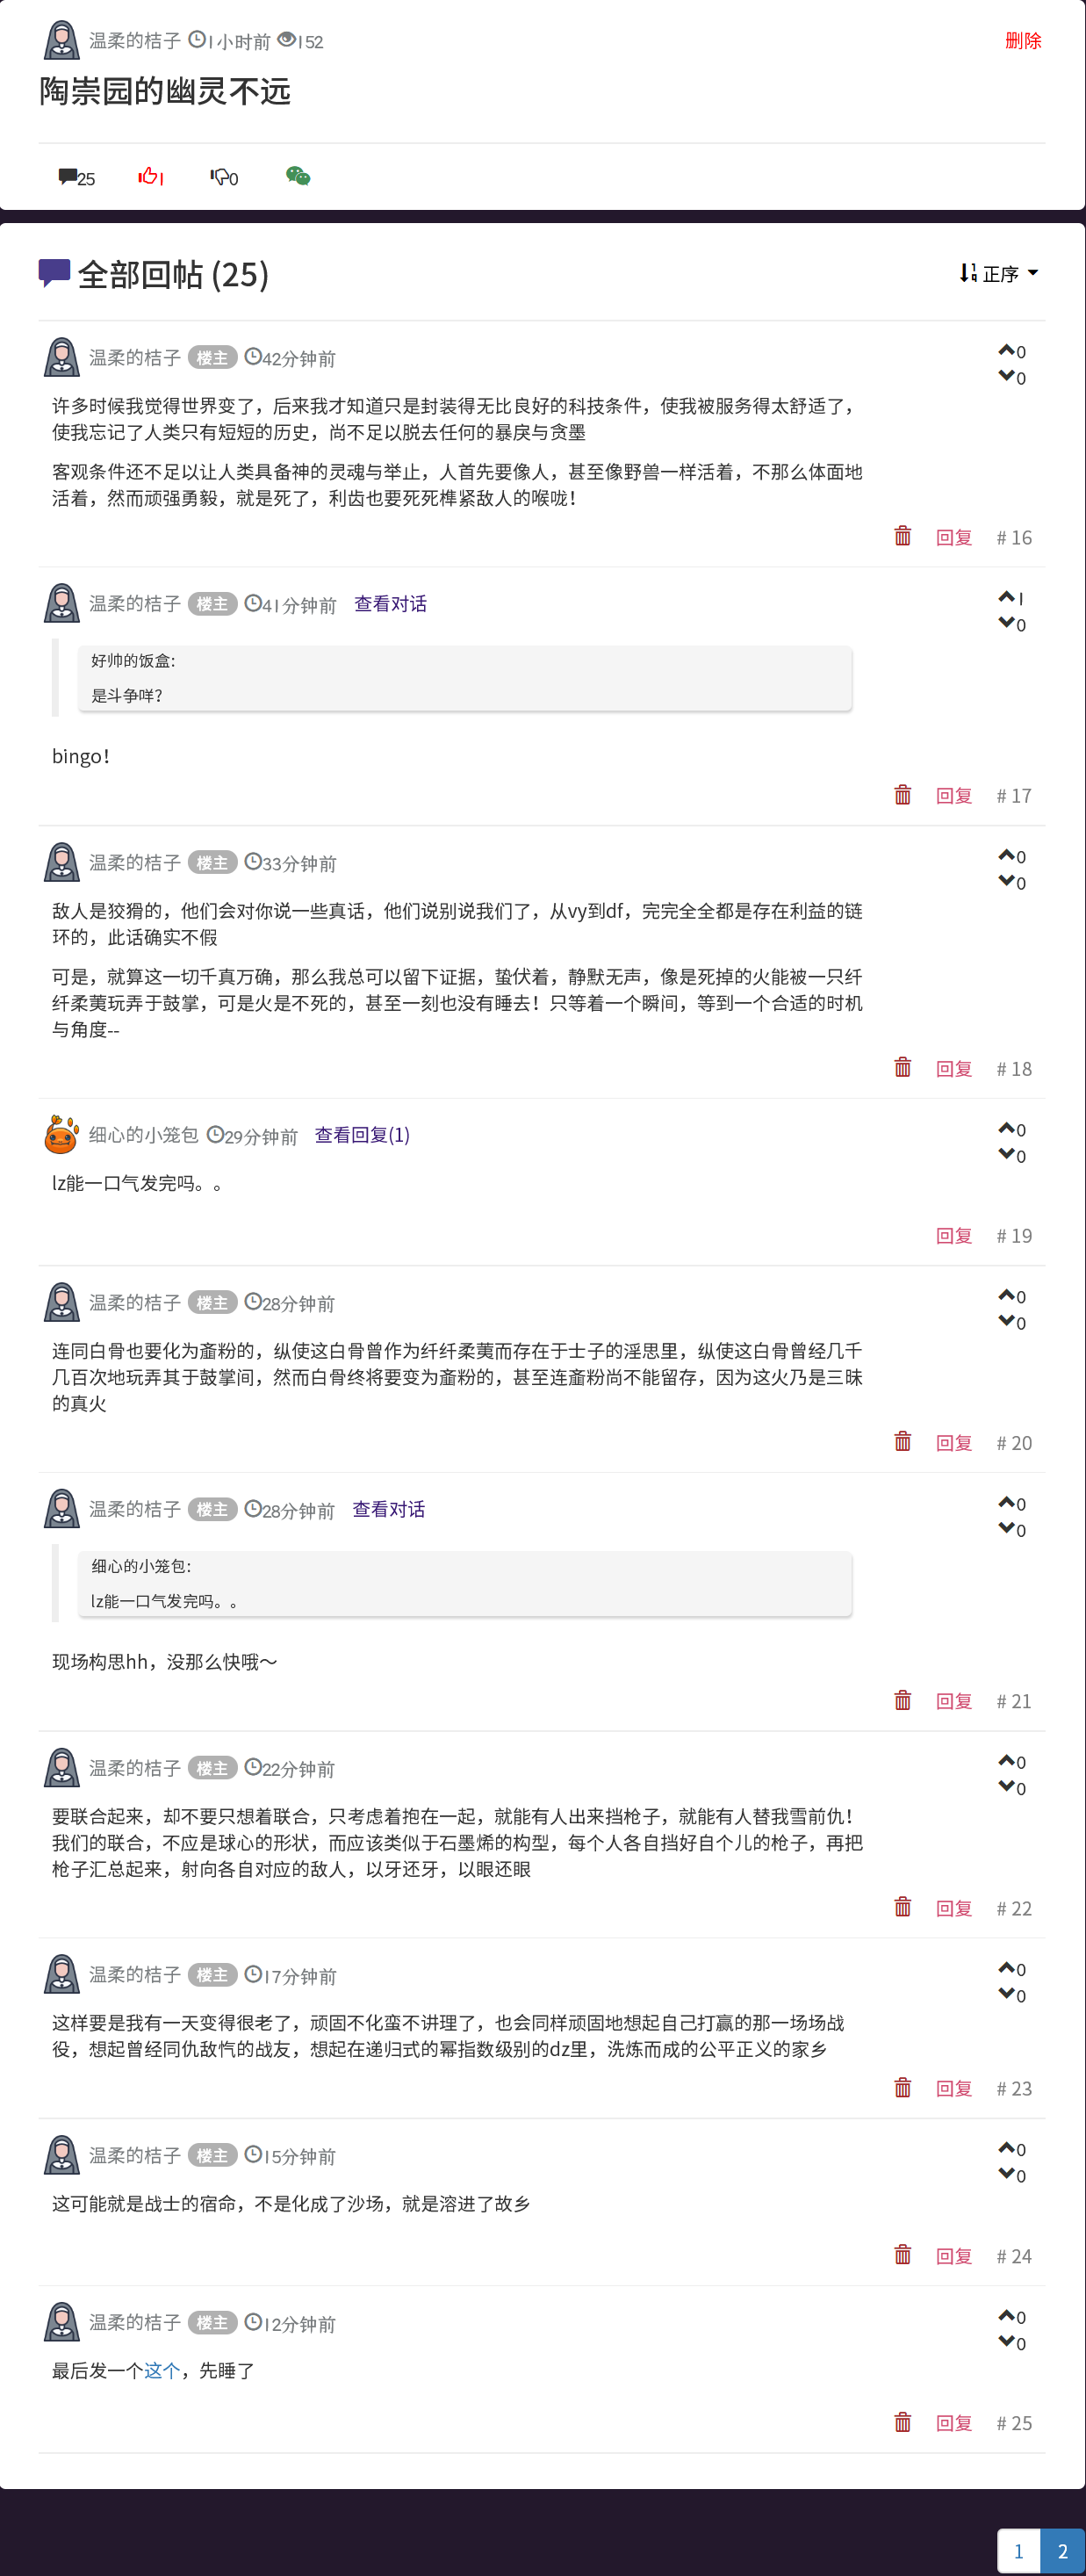 温柔的桔子 1小时前 152 删除
陶崇园的幽灵不远
25 1 0
全部回帖 (25) 正序
温柔的桔子 楼主 42分钟前 0
0
许多时候我觉得世界变了，后来我才知道只是封装得无比良好的科技条件，使我被服务得太舒适了，
使我忘记了人类只有短短的历史，尚不足以脱去任何的暴戾与贪墨
客观条件还不足以让人类具备神的灵魂与举止，人首先要像人，甚至像野兽一样活着，不那么体面地
活着，然而顽强勇毅，就是死了，利齿也要死死榫紧敌人的喉咙！
回复 # 16
温柔的桔子 楼主 41分钟前 查看对话 1
0
好帅的饭盒:
是斗争咩？
bingo！
回复 # 17
温柔的桔子 楼主 33分钟前 0
0
敌人是狡猾的，他们会对你说一些真话，他们说别说我们了，从vy到df，完完全全都是存在利益的链
环的，此话确实不假
可是，就算这一切千真万确，那么我总可以留下证据，蛰伏着，静默无声，像是死掉的火能被一只纤
纤柔荑玩弄于鼓掌，可是火是不死的，甚至一刻也没有睡去！只等着一个瞬间，等到一个合适的时机
与角度--
回复 # 18
细心的小笼包 29分钟前 查看回复(1) 0
0
lz能一口气发完吗。。
回复 # 19
温柔的桔子 楼主 28分钟前 0
0
连同白骨也要化为齑粉的，纵使这白骨曾作为纤纤柔荑而存在于士子的淫思里，纵使这白骨曾经几千
几百次地玩弄其于鼓掌间，然而白骨终将要变为齑粉的，甚至连齑粉尚不能留存，因为这火乃是三昧
的真火
回复 # 20
温柔的桔子 楼主 28分钟前 查看对话 0
0
细心的小笼包:
lz能一口气发完吗。。
现场构思hh，没那么快哦～
回复 # 21
温柔的桔子 楼主 22分钟前 0
0
要联合起来，却不要只想着联合，只考虑着抱在一起，就能有人出来挡枪子，就能有人替我雪前仇！
我们的联合，不应是球心的形状，而应该类似于石墨烯的构型，每个人各自挡好自个儿的枪子，再把
枪子汇总起来，射向各自对应的敌人，以牙还牙，以眼还眼
回复 # 22
温柔的桔子 楼主 17分钟前 0
0
这样要是我有一天变得很老了，顽固不化蛮不讲理了，也会同样顽固地想起自己打赢的那一场场战
役，想起曾经同仇敌忾的战友，想起在递归式的幂指数级别的dz里，洗炼而成的公平正义的家乡
回复 # 23
温柔的桔子 楼主 15分钟前 0
0
这可能就是战士的宿命，不是化成了沙场，就是溶进了故乡
回复 # 24
温柔的桔子 楼主 12分钟前 0
0
最后发一个这个，先睡了
回复 # 25
1 2